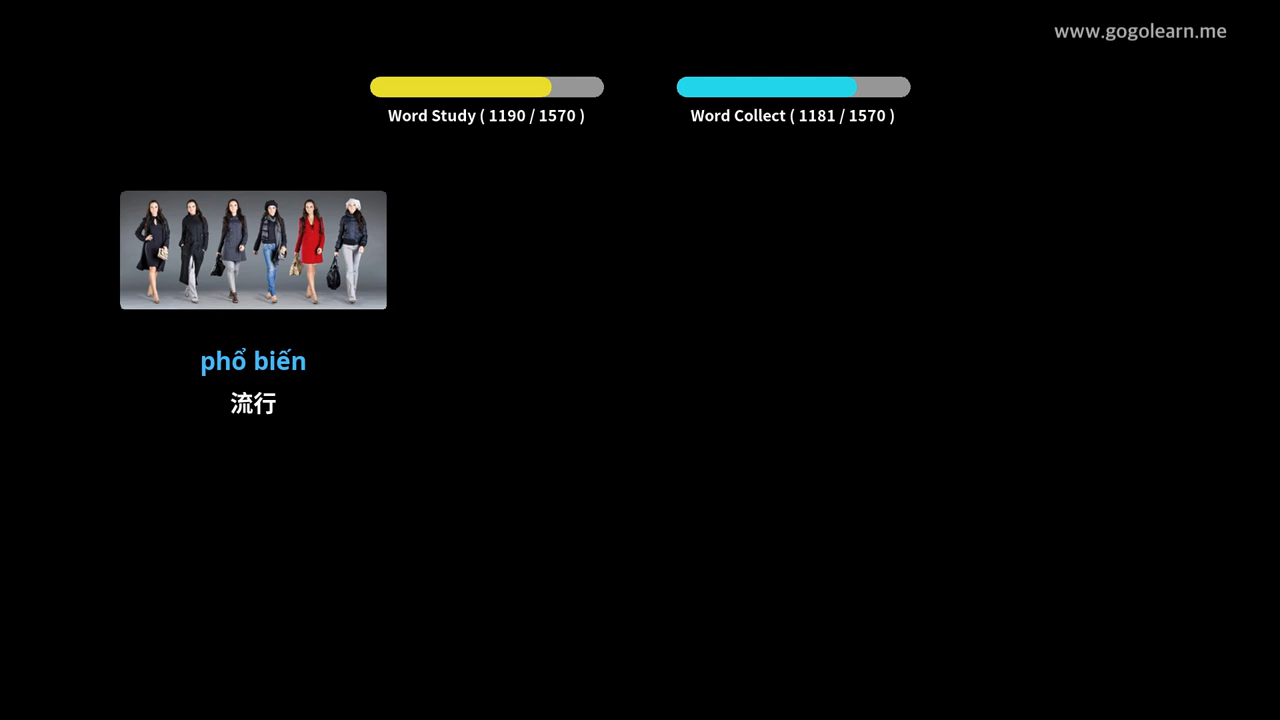 www.gogolearn.me
Word Study ( 1190 / 1570 )
Word Collect ( 1181 / 1570 )
phổ biến
流行